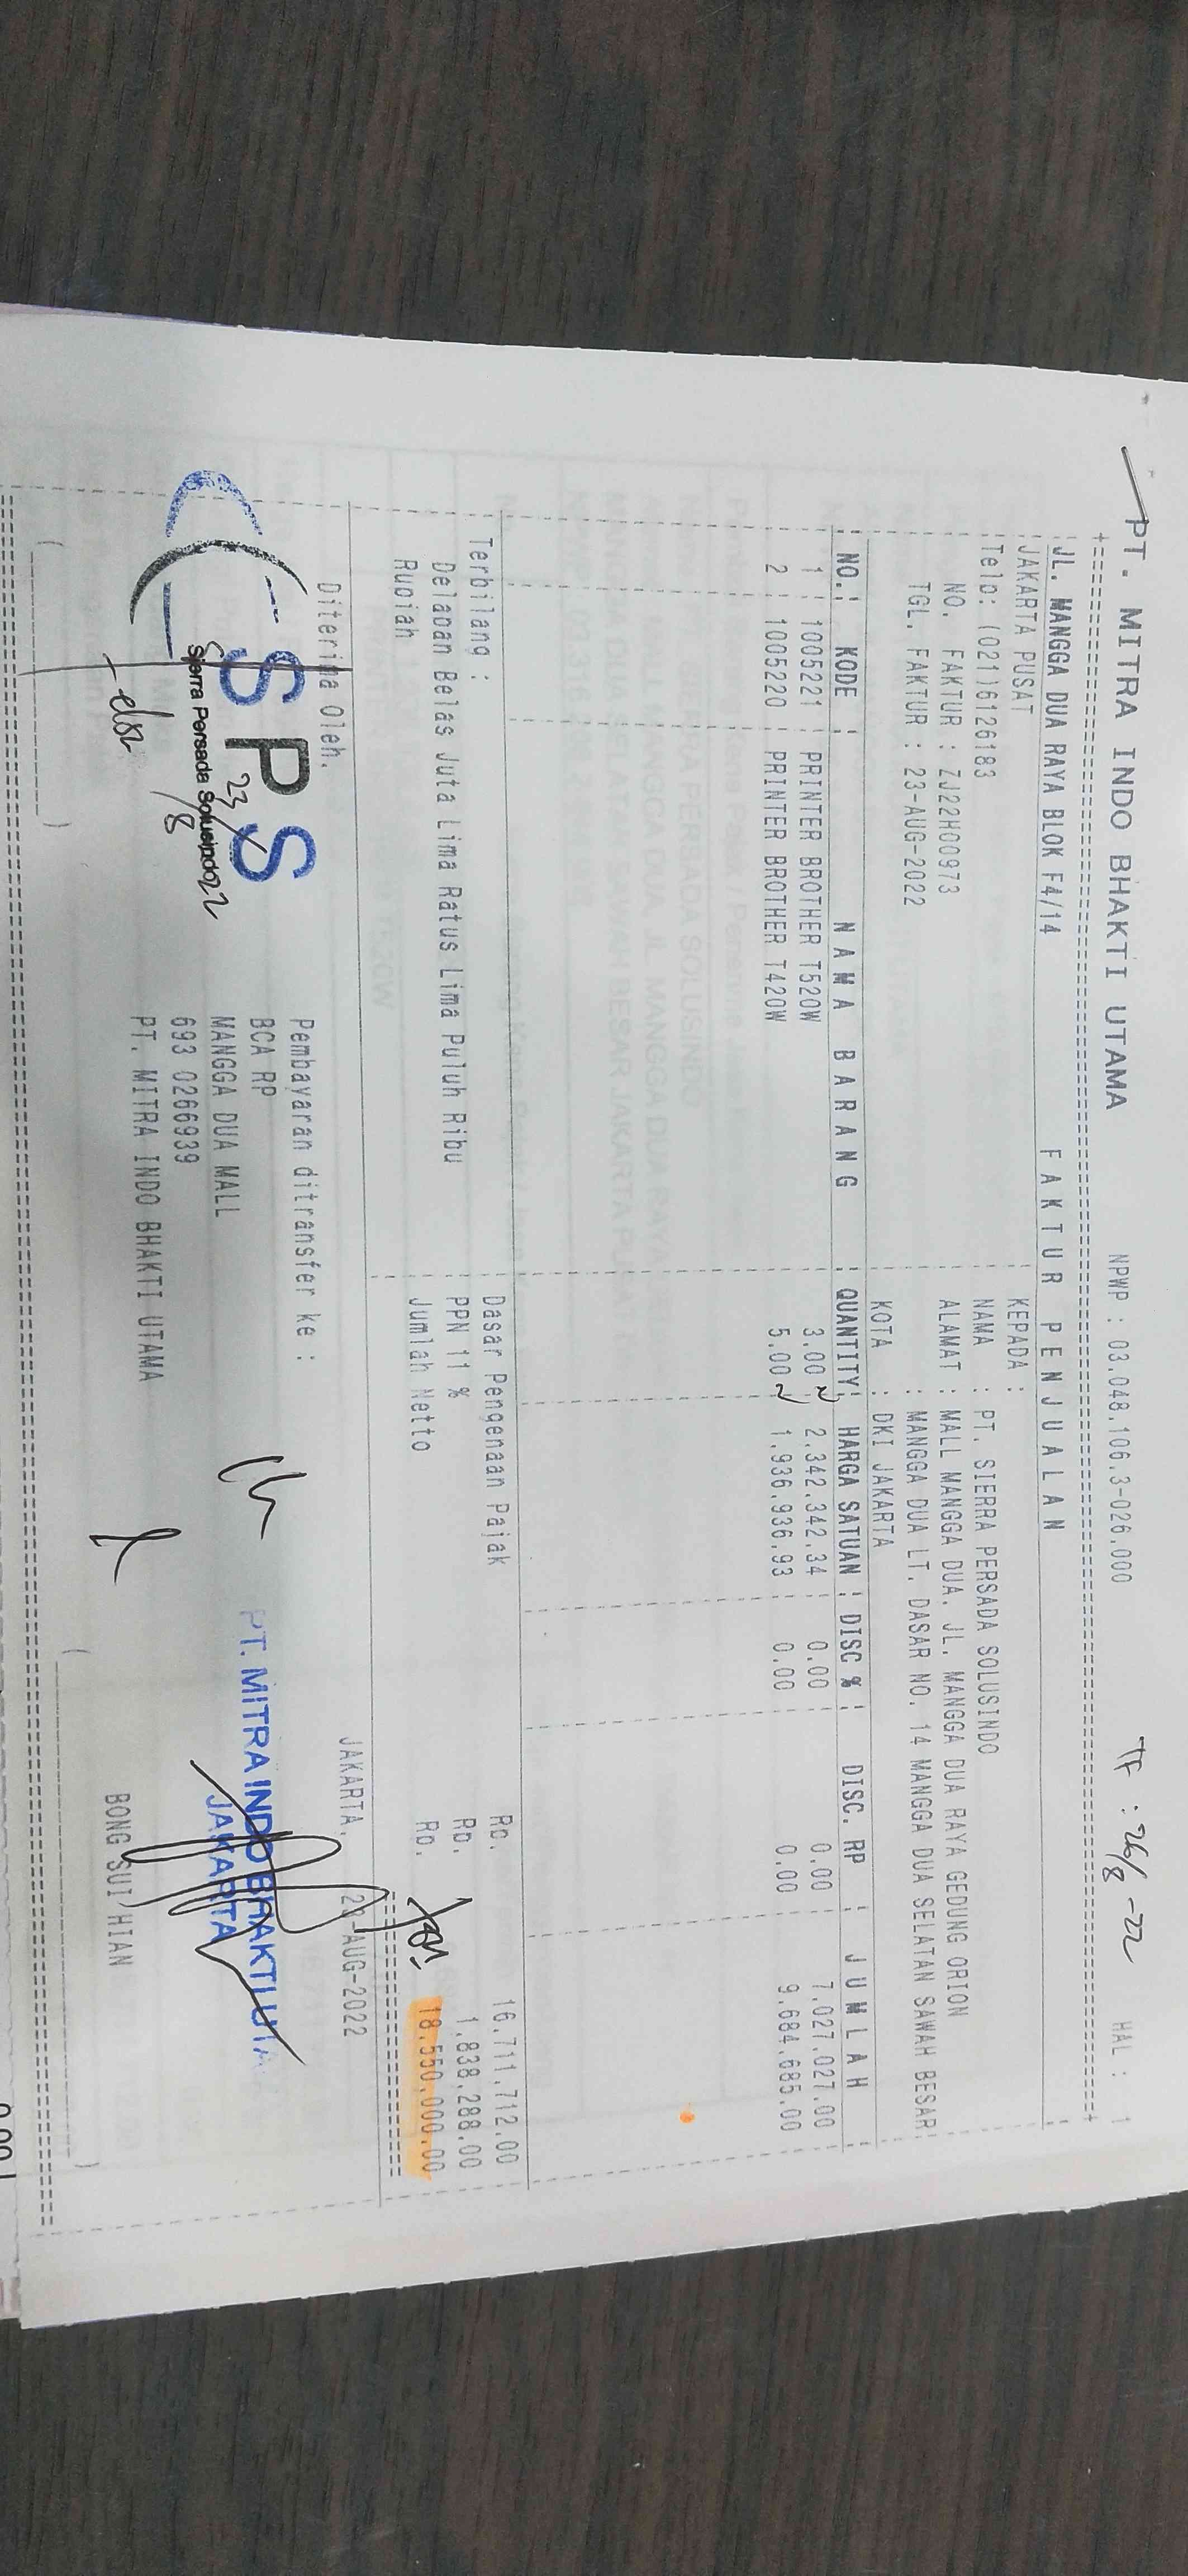 PT. MITRA INDO BHAKTI UTAMA NPWP : 03.048.106.3-026.000 TF : 26/8 -22 HAL : 1
F A K T U R P E N J U A L A N
JL. MANGGA DUA RAYA BLOK F4/14
JAKARTA PUSAT
Telp: (021)6126183
NO. FAKTUR : ZJ22H00973
TGL. FAKTUR : 23-AUG-2022
KEPADA :
NAMA : PT. SIERRA PERSADA SOLUSINDO
ALAMAT : MALL MANGGA DUA. JL. MANGGA DUA RAYA GEDUNG ORION
: MANGGA DUA LT. DASAR NO. 14 MANGGA DUA SELATAN SAWAH BESAR
KOTA : DKI JAKARTA
NO. KODE N A M A B A R A N G QUANTITY HARGA SATUAN DISC % DISC. RP J U M L A H
1 1005221 PRINTER BROTHER T520W 3.00 2.342.342.34 0.00 0.00 7.027.027.00
2 1005220 PRINTER BROTHER T420W 5.00 1.936.936.93 0.00 0.00 9.684.685.00
Terbilang :
Delapan Belas Juta Lima Ratus Lima Puluh Ribu
Rupiah
Dasar Pengenaan Pajak Rp. 16.711.712.00
PPN 11 % Rp. 1.838.288.00
Jumlah Neto Rp. 18.550.000.00
JAKARTA, 23-AUG-2022
Diterima Oleh.
SPS
Sierra Persada Solusindo
23/8 22
Pembayaran ditransfer ke :
BCA RP
MANGGA DUA MALL
693 0266939
PT. MITRA INDO BHAKTI UTAMA
PT. MITRA INDO BHAKTI UTA
JAKARTA
BONG SUI HIAN